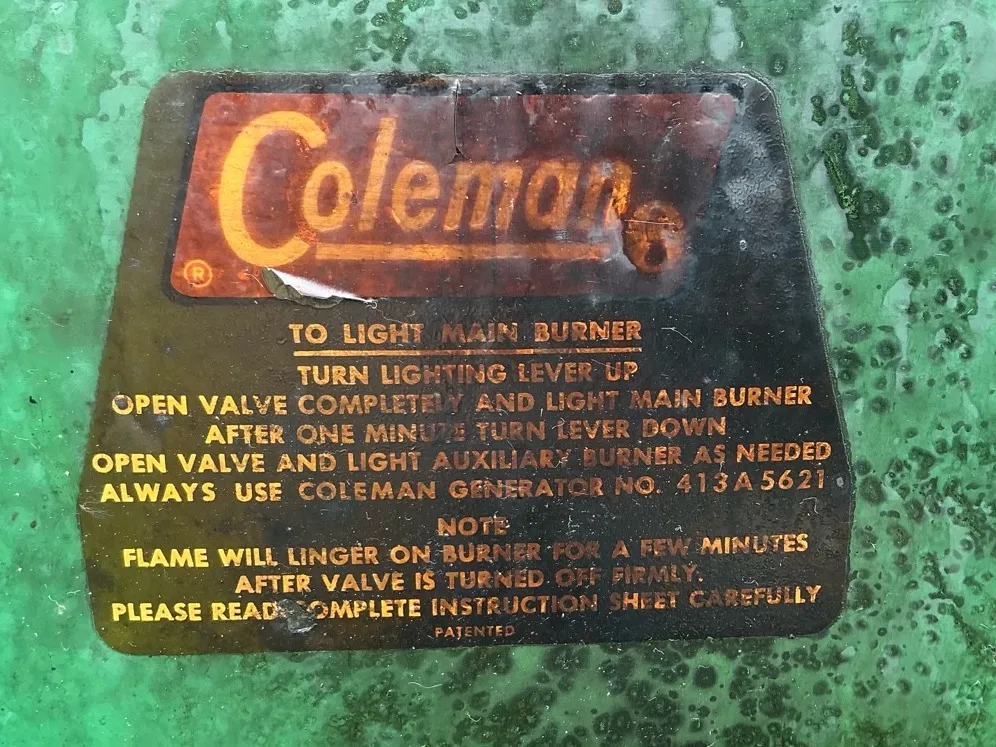 Coleman
®
TO LIGHT MAIN BURNER
TURN LIGHTING LEVER UP
OPEN VALVE COMPLETELY AND LIGHT MAIN BURNER
AFTER ONE MINUTE TURN LEVER DOWN
OPEN VALVE AND LIGHT AUXILIARY BURNER AS NEEDED
ALWAYS USE COLEMAN GENERATOR NO. 413A5621
NOTE
FLAME WILL LINGER ON BURNER FOR A FEW MINUTES
AFTER VALVE IS TURNED OFF FIRMLY.
PLEASE READ COMPLETE INSTRUCTION SHEET CAREFULLY
PATENTED